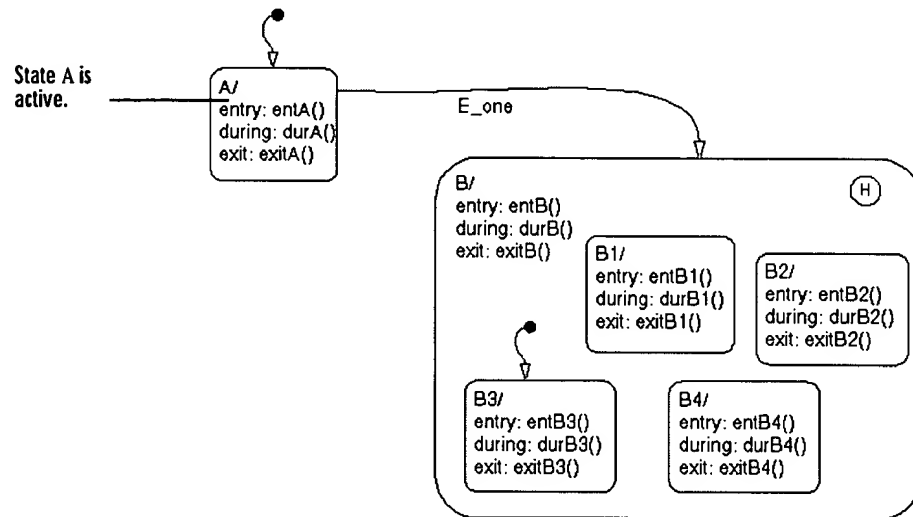 State A is
active.
A/
entry: entA()
during: durA()
exit: exitA()
E_one
B/
entry: entB()
during: durB()
exit: exitB()
H
B1/
entry: entB1()
during: durB1()
exit: exitB1()
B2/
entry: entB2()
during: durB2()
exit: exitB2()
B3/
entry: entB3()
during: durB3()
exit: exitB3()
B4/
entry: entB4()
during: durB4()
exit: exitB4()